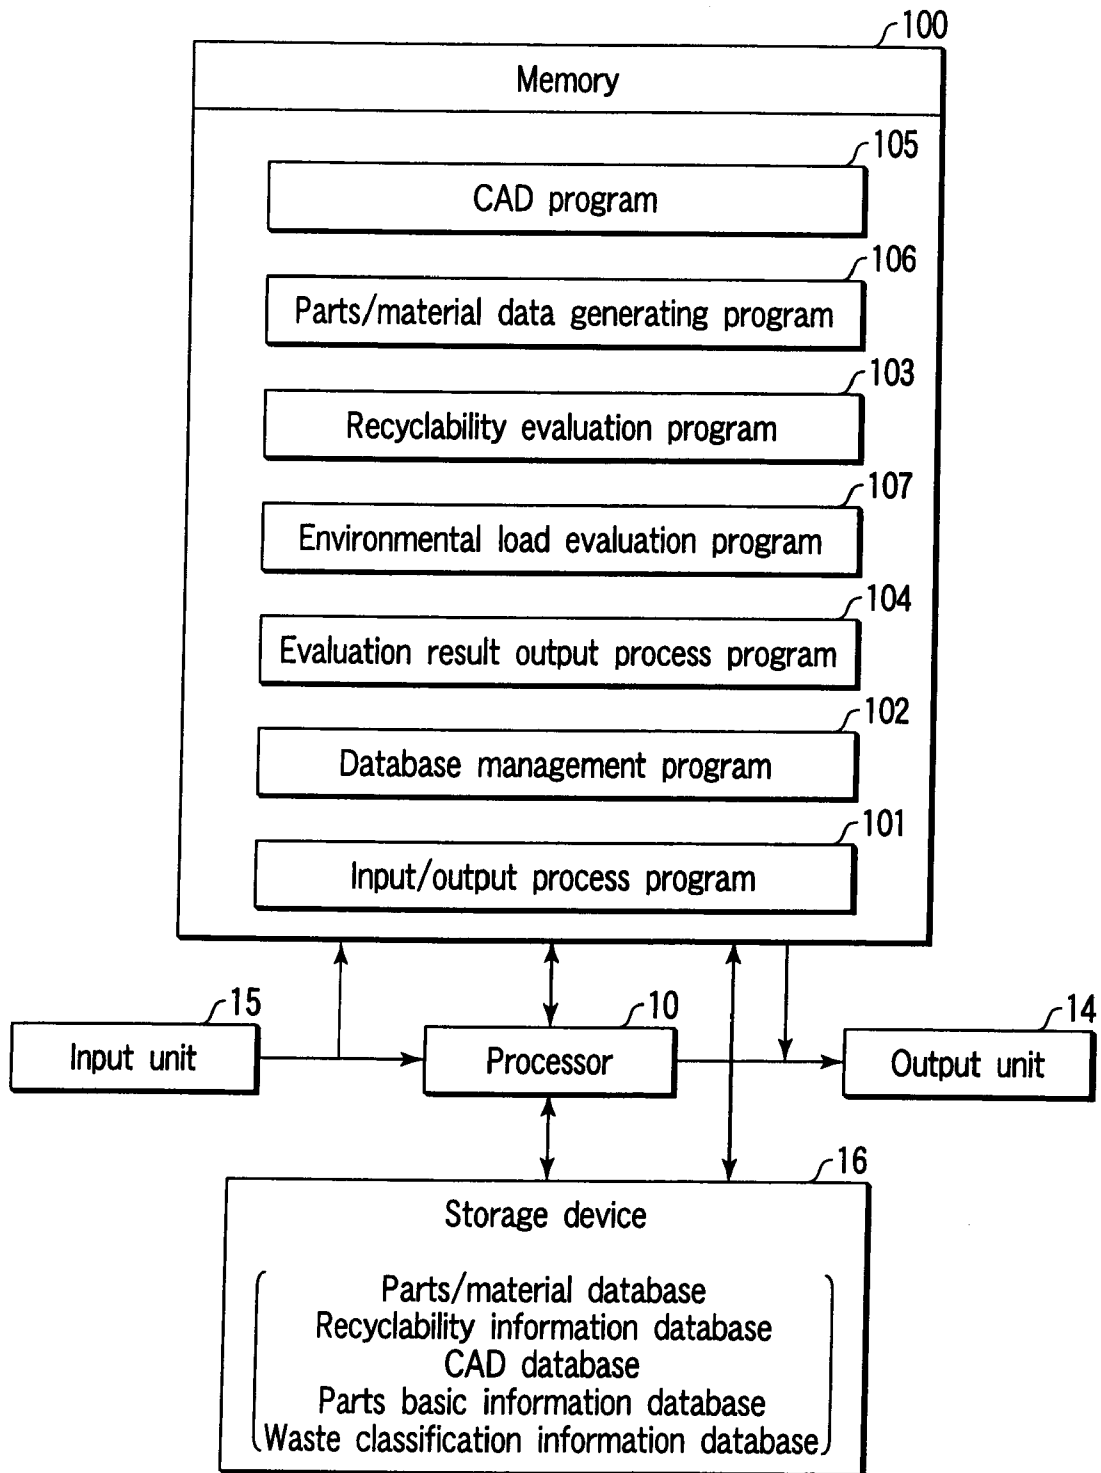 100
Memory
105
CAD program
106
Parts/material data generating program
103
Recyclability evaluation program
107
Environmental load evaluation program
104
Evaluation result output process program
102
Database management program
101
Input/output process program
15
Input unit
10
Processor
14
Output unit
16
Storage device
Parts/material database
Recyclability information database
CAD database
Parts basic information database
Waste classification information database